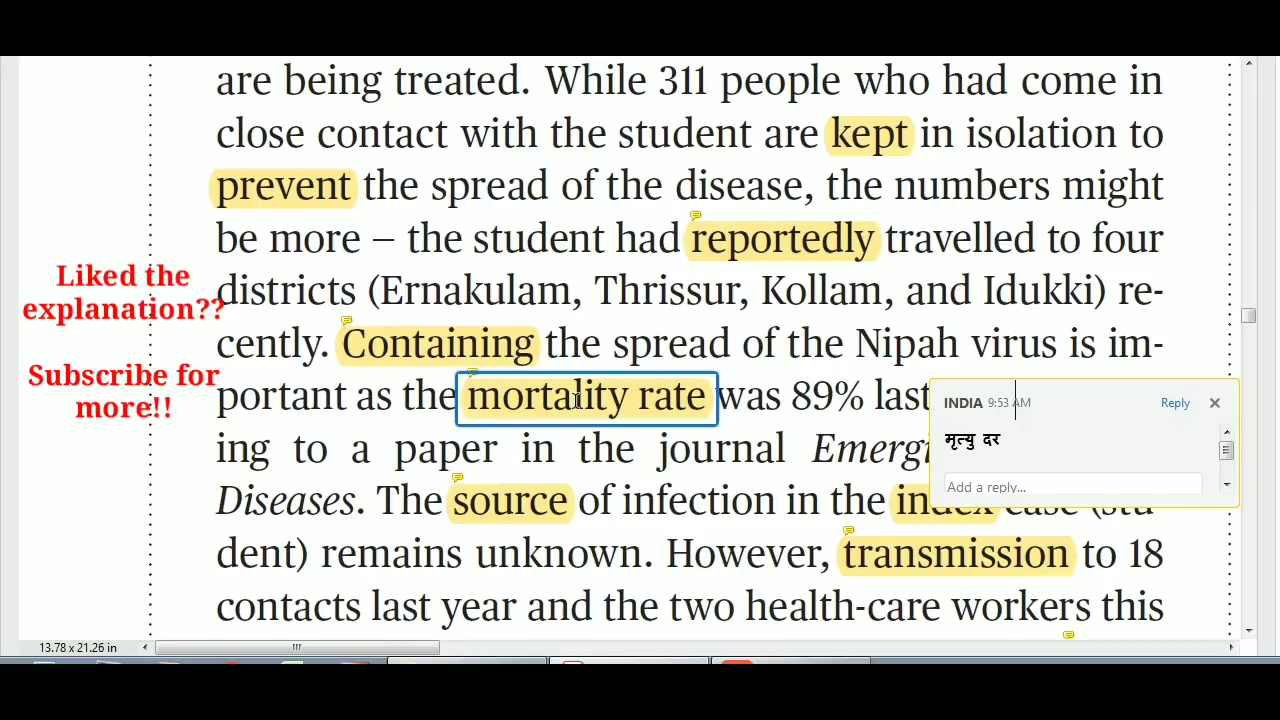 are being treated. While 311 people who had come in
close contact with the student are kept in isolation to
prevent the spread of the disease, the numbers might
be more – the student had reportedly travelled to four
districts (Ernakulam, Thrissur, Kollam, and Idukki) re-
cently. Containing the spread of the Nipah virus is im-
portant as the mortality rate was 89% last
ing to a paper in the journal Emergi
Diseases. The source of infection in the index case (stu-
dent) remains unknown. However, transmission to 18
contacts last year and the two health-care workers this
Liked the
explanation??
Subscribe for
more!!
INDIA 9:53 AM Reply
मृत्यु दर
Add a reply...
13.78 x 21.26 in